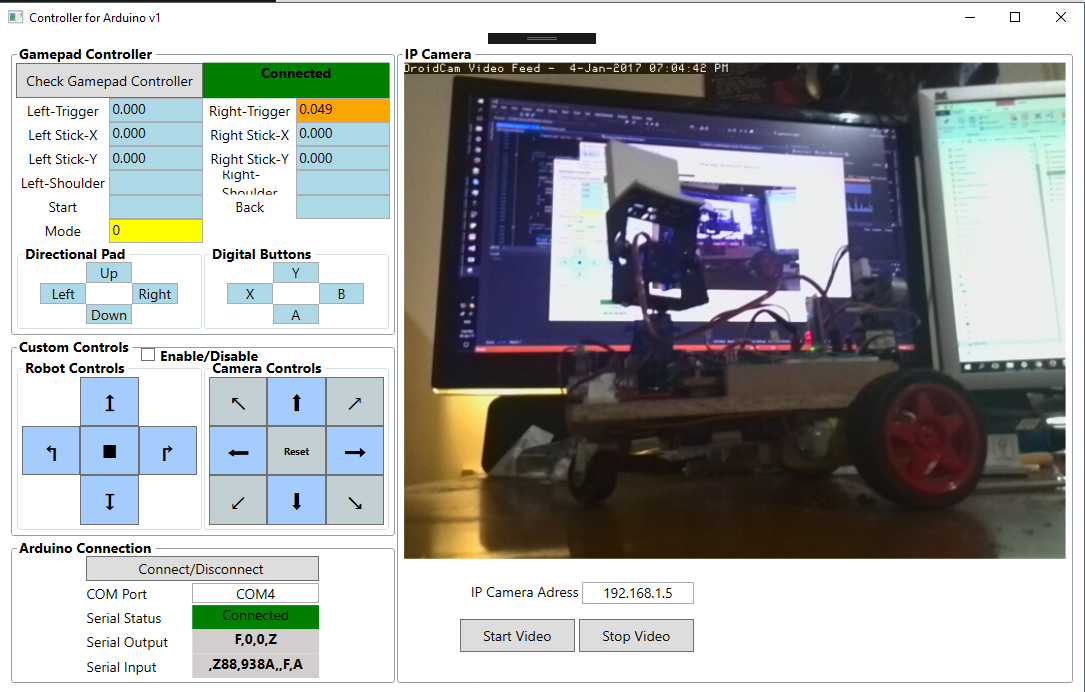 Controller for Arduino v1
Gamepad Controller
Check Gamepad Controller Connected
Left-Trigger 0.000 Right-Trigger 0.049
Left Stick-X 0.000 Right Stick-X 0.000
Left Stick-Y 0.000 Right Stick-Y 0.000
Left-Shoulder Right-Shoulder
Start Back
Mode 0
Directional Pad
Up
Left Right
Down
Digital Buttons
Y
X B
A
Custom Controls Enable/Disable
Robot Controls
Camera Controls
Reset
Arduino Connection
Connect/Disconnect
COM Port COM4
Serial Status Connected
Serial Output F,0,0,Z
Serial Input ,Z88,938A,,F,A
IP Camera
DroidCam Video Feed - 4-Jan-2017 07:04:42 PM
IP Camera Adress 192.168.1.5
Start Video Stop Video